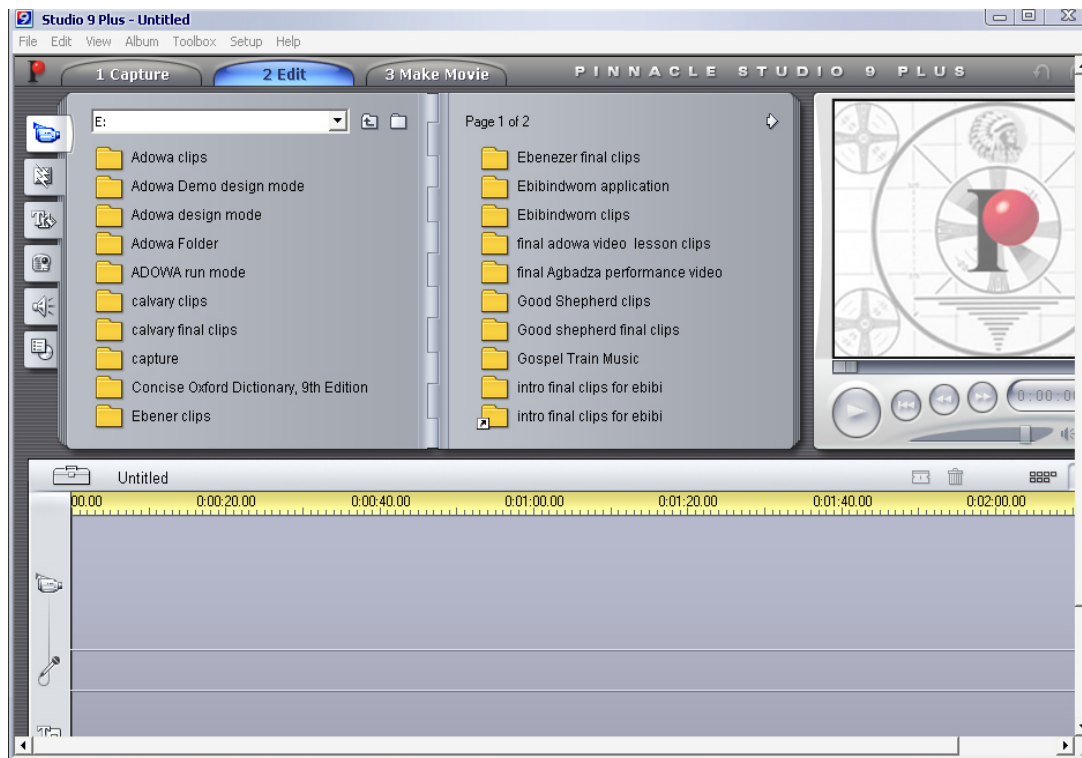 Studio 9 Plus - Untitled
File Edit View Album Toolbox Setup Help
1 Capture 2 Edit 3 Make Movie PINNACLE STUDIO 9 PLUS
E:
Adowa clips
Adowa Demo design mode
Adowa design mode
Adowa Folder
ADOWA run mode
calvary clips
calvary final clips
capture
Concise Oxford Dictionary, 9th Edition
Ebener clips
Page 1 of 2
Ebenezer final clips
Ebibindwom application
Ebibindwom clips
final adowa video lesson clips
final Agbadza performance video
Good Shepherd clips
Good shepherd final clips
Gospel Train Music
intro final clips for ebibi
intro final clips for ebibi
0:00:0
Untitled
00.00 0:00:20.00 0:00:40.00 0:01:00.00 0:01:20.00 0:01:40.00 0:02:00.00